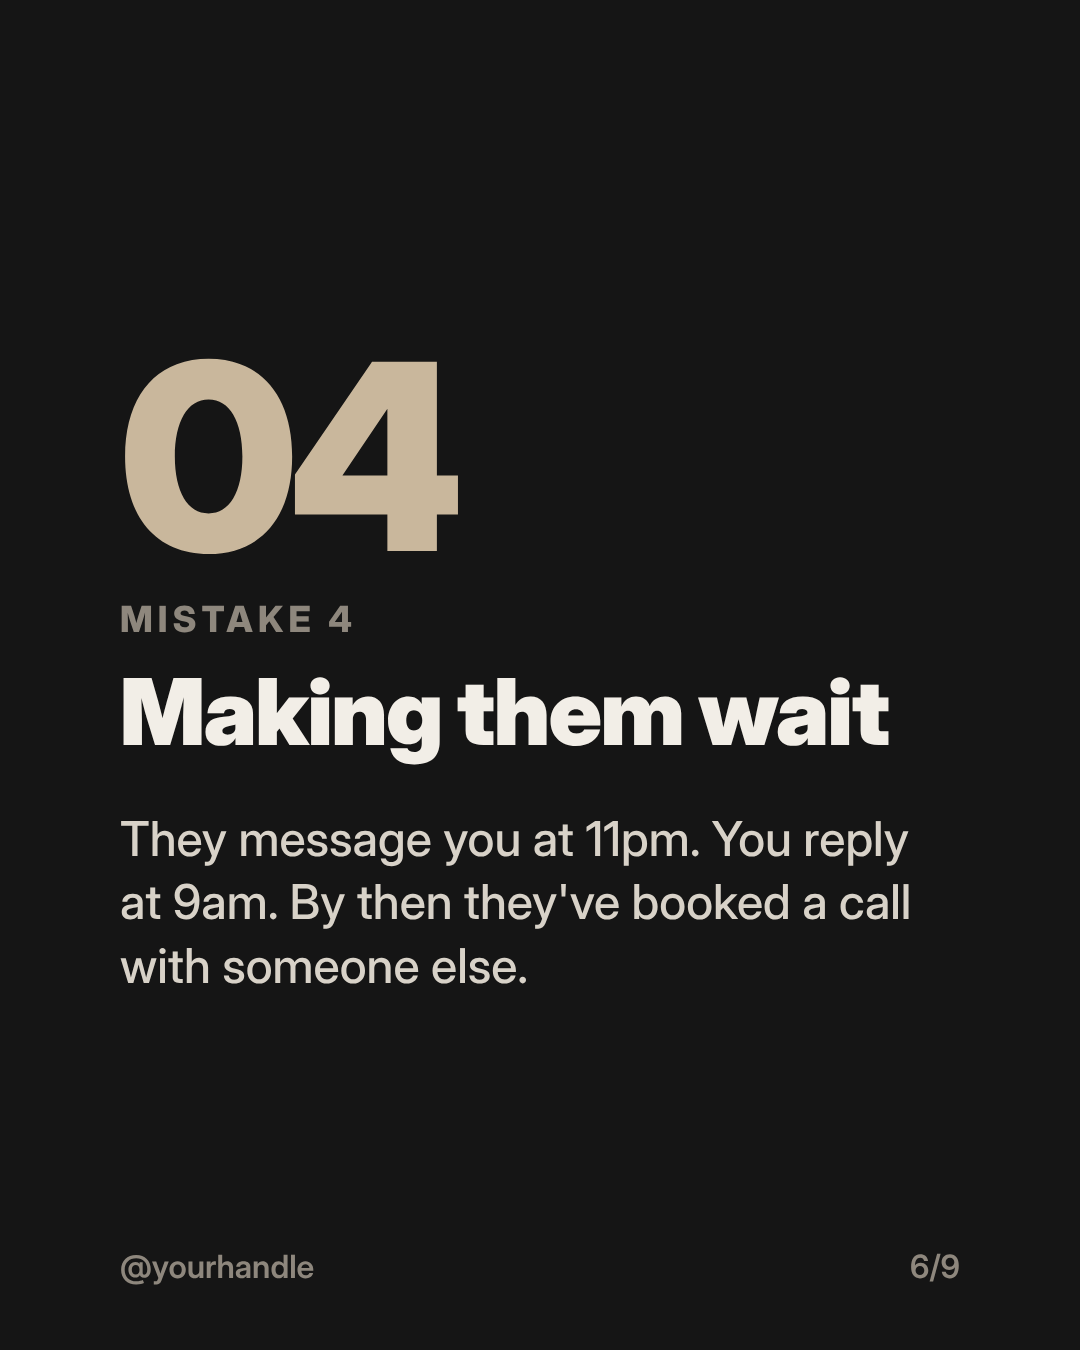 04
MISTAKE 4
Making them wait
They message you at 11pm. You reply
at 9am. By then they've booked a call
with someone else.
@yourhandle
6/9